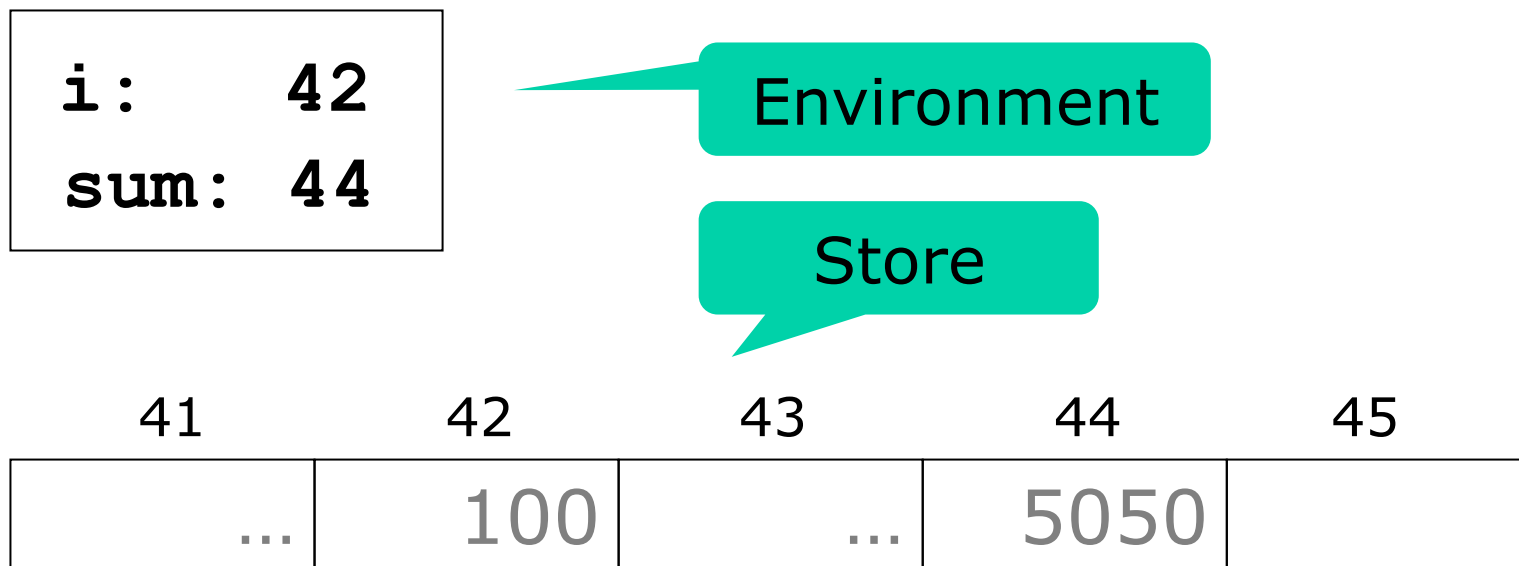 i: 42
sum: 44
Environment
Store
41 42 43 44 45
... 100 ... 5050